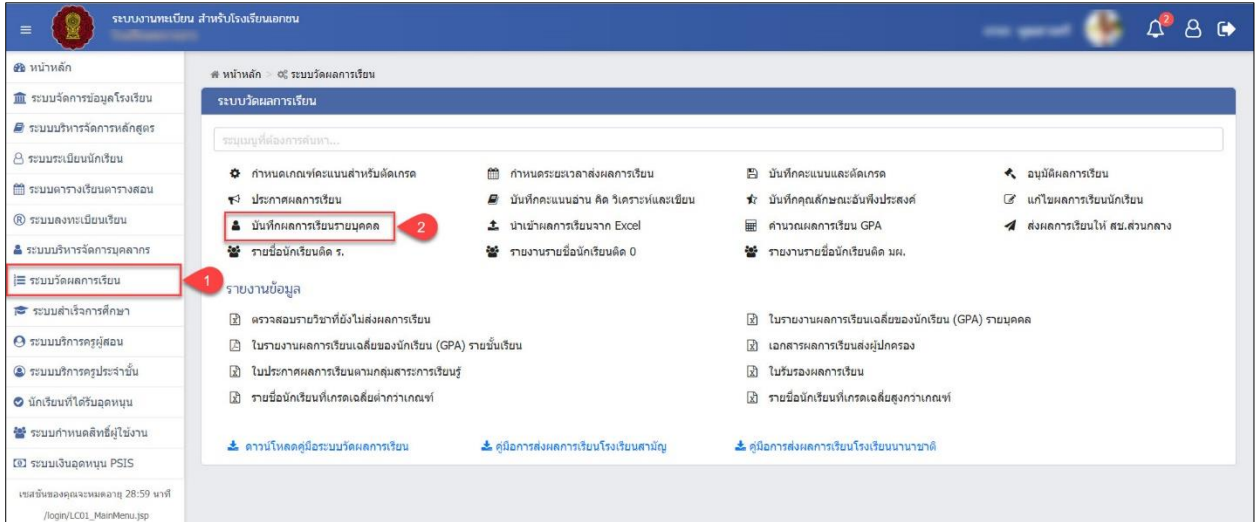 ระบบงานทะเบียน สำหรับโรงเรียนเอกชน
2
หน้าหลัก
ระบบจัดการข้อมูลโรงเรียน
ระบบบริหารจัดการหลักสูตร
ระบบระเบียนนักเรียน
ระบบตารางเรียนตารางสอน
ระบบลงทะเบียนเรียน
ระบบบริหารจัดการบุคลากร
ระบบวัดผลการเรียน
1
ระบบสำเร็จการศึกษา
ระบบบริการครูผู้สอน
ระบบบริการครูประจำชั้น
นักเรียนที่ได้รับอุดหนุน
ระบบกำหนดสิทธิ์ผู้ใช้งาน
ระบบเงินอุดหนุน PSIS
เซสชันของคุณจะหมดอายุ 28:59 นาที
/login/LC01_MainMenu.jsp
หน้าหลัก > ระบบวัดผลการเรียน
ระบบวัดผลการเรียน
ระบุเมนูที่ต้องการค้นหา...
กำหนดเกณฑ์คะแนนสำหรับตัดเกรด กำหนดระยะเวลาส่งผลการเรียน บันทึกคะแนนและตัดเกรด อนุมัติผลการเรียน
ประกาศผลการเรียน บันทึกคะแนนอ่าน คิด วิเคราะห์และเขียน บันทึกคุณลักษณะอันพึงประสงค์ แก้ไขผลการเรียนนักเรียน
บันทึกผลการเรียนรายบุคคล 2 นำเข้าผลการเรียนจาก Excel คำนวณผลการเรียน GPA ส่งผลการเรียนให้ สช.ส่วนกลาง
รายชื่อนักเรียนติด ร. รายงานรายชื่อนักเรียนติด 0 รายงานรายชื่อนักเรียนติด มผ.
รายงานข้อมูล
ตรวจสอบรายวิชาที่ยังไม่ส่งผลการเรียน ใบรายงานผลการเรียนเฉลี่ยของนักเรียน (GPA) รายบุคคล
ใบรายงานผลการเรียนเฉลี่ยของนักเรียน (GPA) รายชั้นเรียน เอกสารผลการเรียนส่งผู้ปกครอง
ใบประกาศผลการเรียนตามกลุ่มสาระการเรียนรู้ ใบรับรองผลการเรียน
รายชื่อนักเรียนที่เกรดเฉลี่ยต่ำกว่าเกณฑ์ รายชื่อนักเรียนที่เกรดเฉลี่ยสูงกว่าเกณฑ์
ดาวน์โหลดคู่มือระบบวัดผลการเรียน คู่มือการส่งผลการเรียนโรงเรียนสามัญ คู่มือการส่งผลการเรียนโรงเรียนนานาชาติ